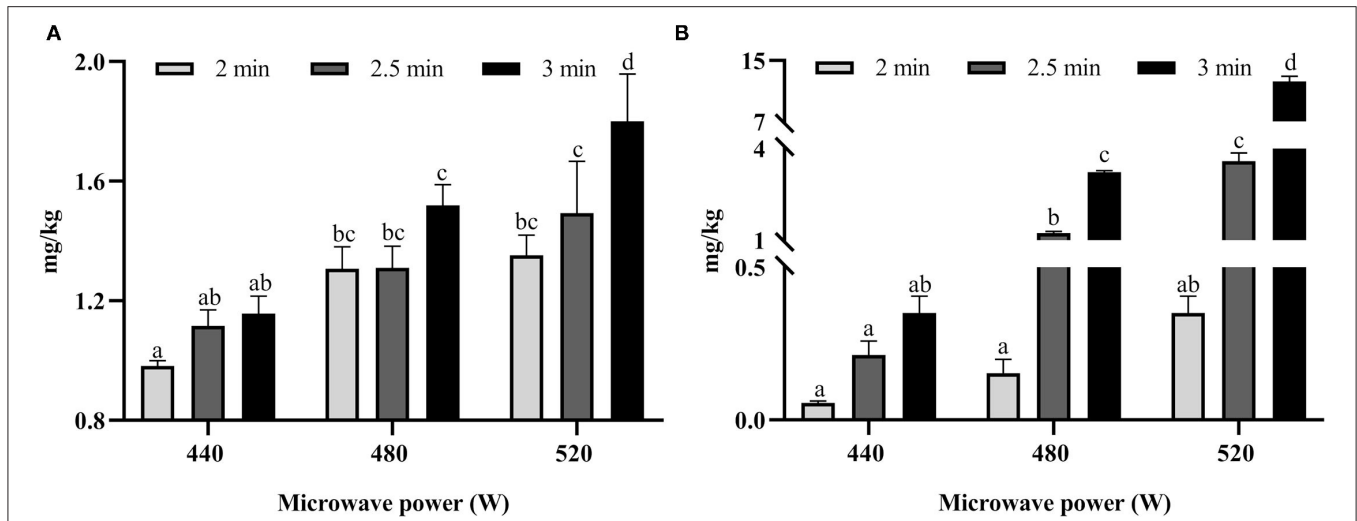 A
2.0
1.6
1.2
0.8
mg/kg
2 min 2.5 min 3 min
a ab ab bc bc c bc c d
440 480 520
Microwave power (W)
B
15
7
4
1
0.5
0.0
mg/kg
2 min 2.5 min 3 min
a a ab a b c ab c d
440 480 520
Microwave power (W)